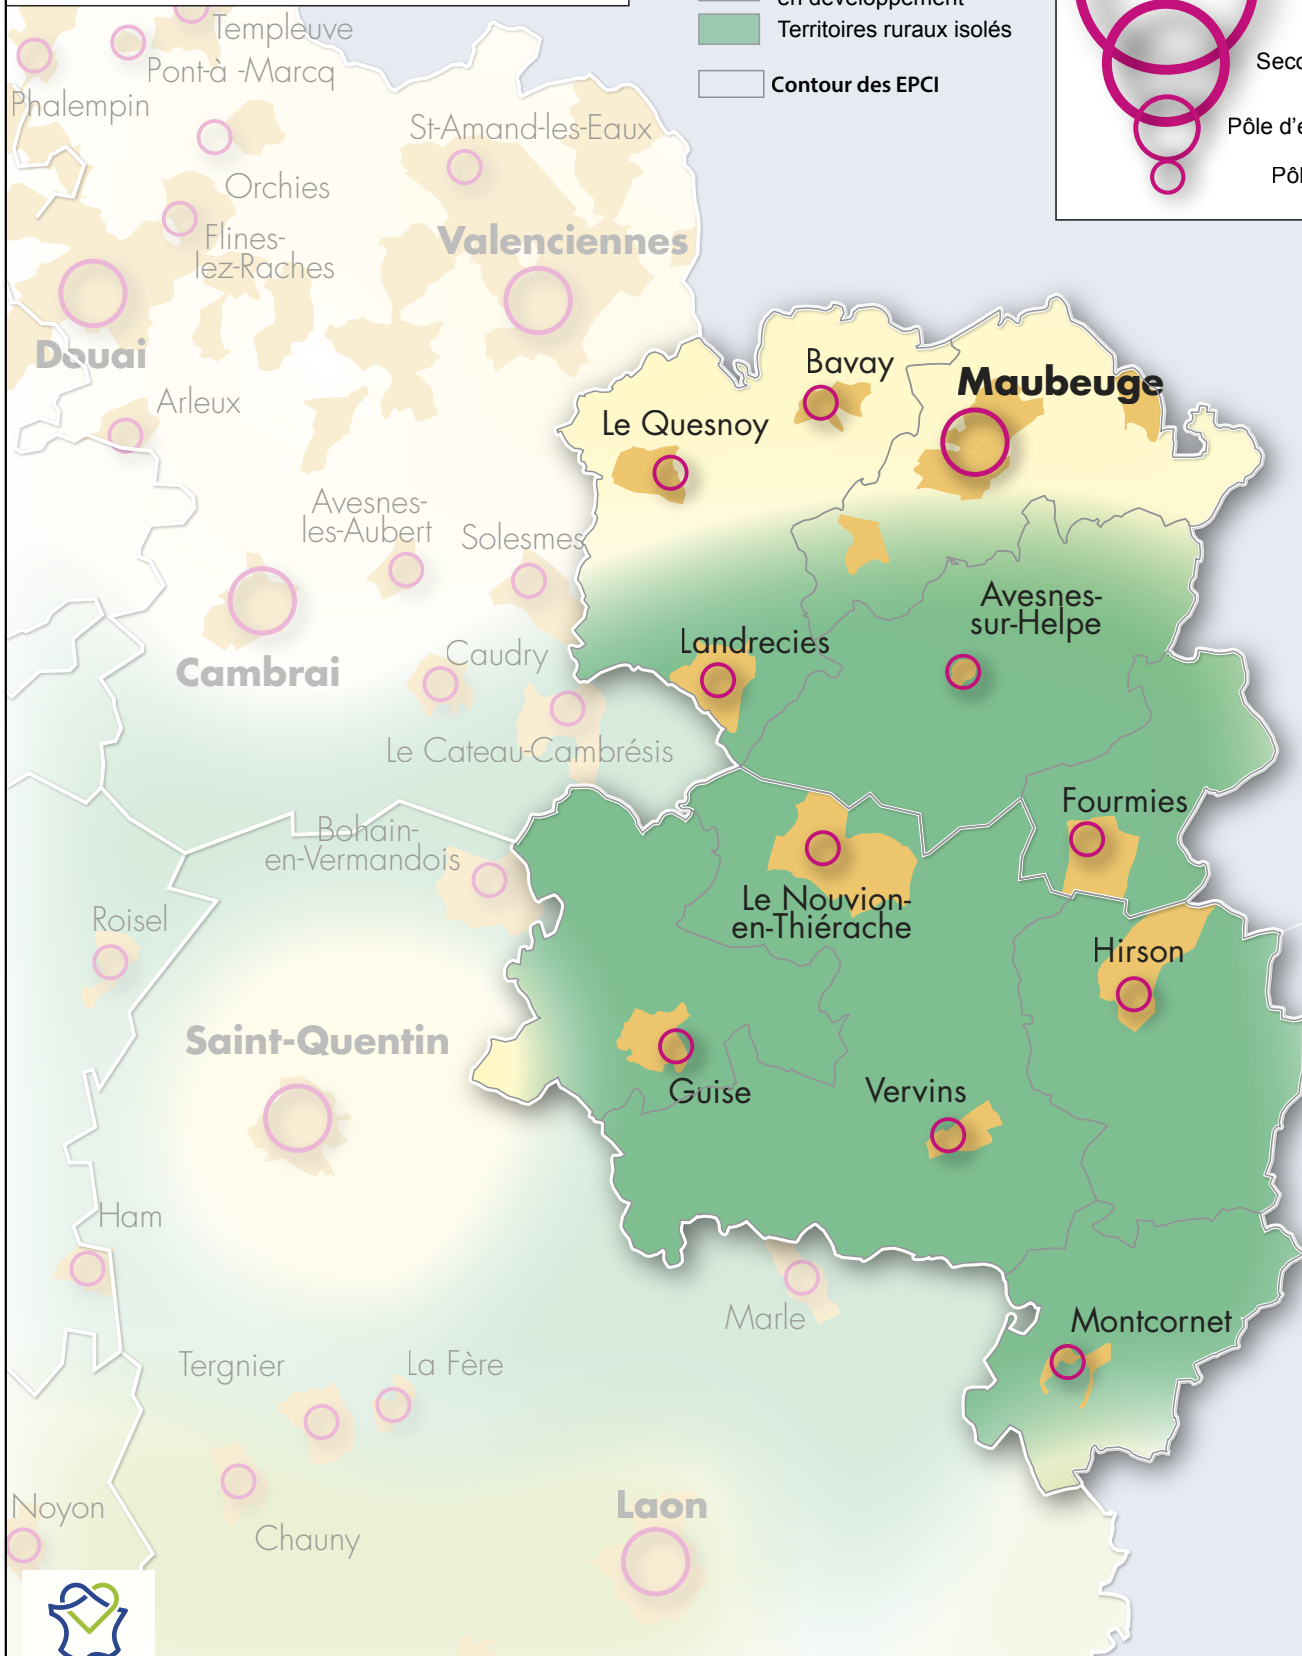 en développement
Territoires ruraux isolés
Contour des EPCI
Pôle d'é
Templeuve
Pont-à -Marcq
Phalempin
St-Amand-les-Eaux
Orchies
Flines-
lez-Raches
Valenciennes
Douai
Arleux
Bavay
Maubeuge
Le Quesnoy
Avesnes-
les-Aubert
Solesmes
Avesnes-
sur-Helpe
Landrecies
Caudry
Cambrai
Le Cateau-Cambrésis
Fourmies
Bohain-
en-Vermandois
Le Nouvion-
en-Thiérache
Roisel
Hirson
Saint-Quentin
Guise
Vervins
Ham
Marle
Montcornet
Tergnier
La Fère
Noyon
Chauny
Laon